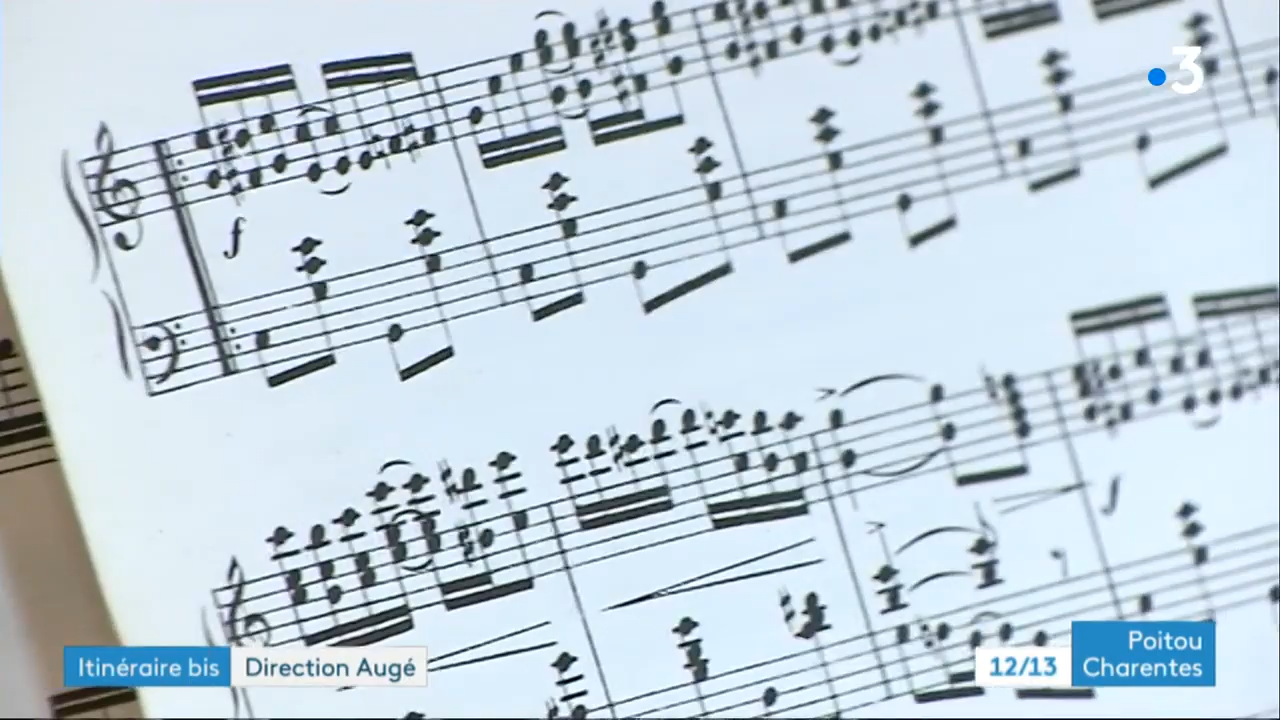 3
f
f
Itinéraire bis Direction Augé
12/13 Poitou
Charentes